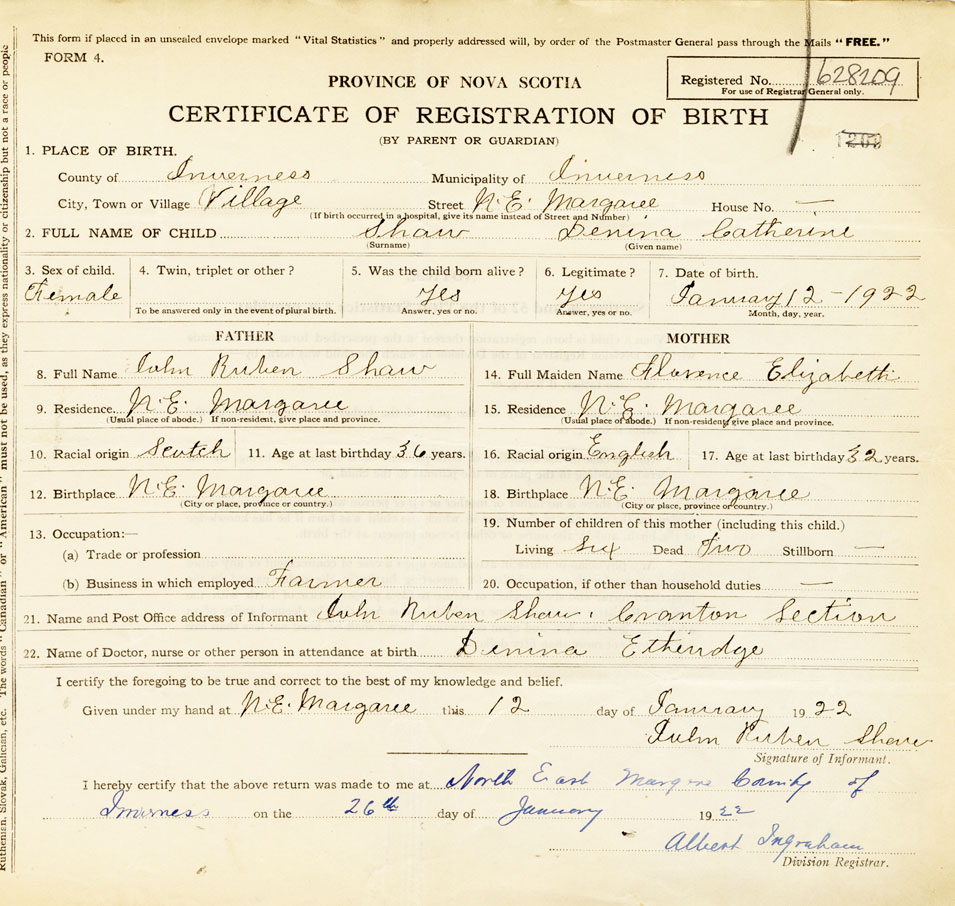 This form if placed in an unsealed envelope marked "Vital Statistics" and properly addressed will, by order of the Postmaster General pass through the Mails "FREE."
FORM 4.
Registered No. 628209
For use of Registrar General only.
PROVINCE OF NOVA SCOTIA
CERTIFICATE OF REGISTRATION OF BIRTH
(BY PARENT OR GUARDIAN)
1209
1. PLACE OF BIRTH.
County of Inverness Municipality of Inverness
City, Town or Village Village Street N.E. Margaree House No. —
(If birth occurred in a hospital, give its name instead of Street and Number)
2. FULL NAME OF CHILD Shaw Denina Catherine
(Surname) (Given name)
3. Sex of child. 4. Twin, triplet or other? 5. Was the child born alive? 6. Legitimate? 7. Date of birth.
Female yes yes January 12 - 1922
To be answered only in the event of plural birth. Answer, yes or no. Answer, yes or no. Month, day, year.
FATHER MOTHER
8. Full Name John Ruben Shaw 14. Full Maiden Name Florence Elizabeth
9. Residence N.E. Margaree 15. Residence N.E. Margaree
(Usual place of abode.) If non-resident, give place and province. (Usual place of abode.) If non-resident, give place and province.
10. Racial origin Scotch 11. Age at last birthday 36 years. 16. Racial origin English 17. Age at last birthday 32 years.
12. Birthplace N.E. Margaree 18. Birthplace N.E. Margaree
(City or place, province or country.) (City or place, province or country.)
13. Occupation:— 19. Number of children of this mother (including this child.)
(a) Trade or profession Living Six Dead Two Stillborn —
(b) Business in which employed Farmer 20. Occupation, if other than household duties —
21. Name and Post Office address of Informant John Ruben Shaw. Cranton Section
22. Name of Doctor, nurse or other person in attendance at birth Denina Etheridge
I certify the foregoing to be true and correct to the best of my knowledge and belief.
Given under my hand at N.E. Margaree this 12 day of January 1922
John Ruben Shaw
Signature of Informant.
I hereby certify that the above return was made to me at North East Margaree County of
Inverness on the 26th day of January 1922
Albert Ingraham
Division Registrar.
Ruthenian, Slovak, Galician, etc. The words "Canadian" or "American" must not be used, as they express nationality or citizenship but not a race or people